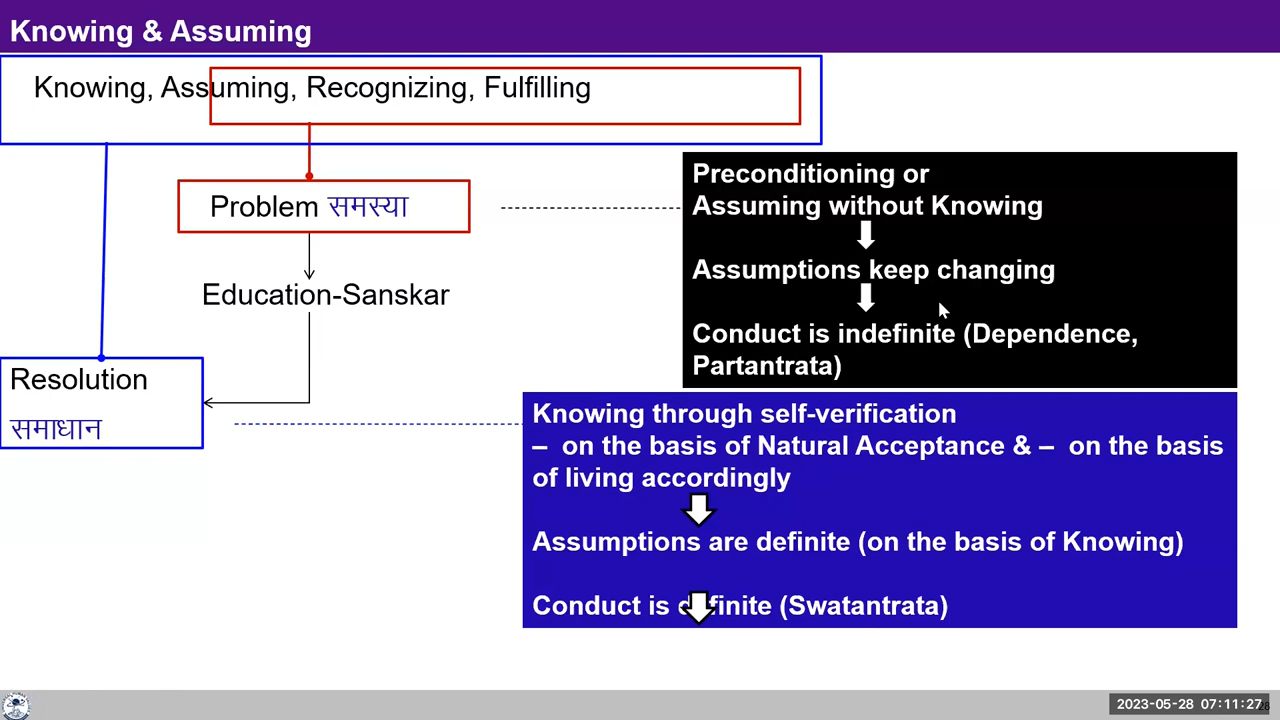 Knowing & Assuming
Knowing, Assuming, Recognizing, Fulfilling
Problem समस्या
Education-Sanskar
Resolution
समाधान
Preconditioning or
Assuming without Knowing
Assumptions keep changing
Conduct is indefinite (Dependence,
Partantrata)
Knowing through self-verification
– on the basis of Natural Acceptance & – on the basis
of living accordingly
Assumptions are definite (on the basis of Knowing)
Conduct is definite (Swatantrata)
2023-05-28 07:11:27
28